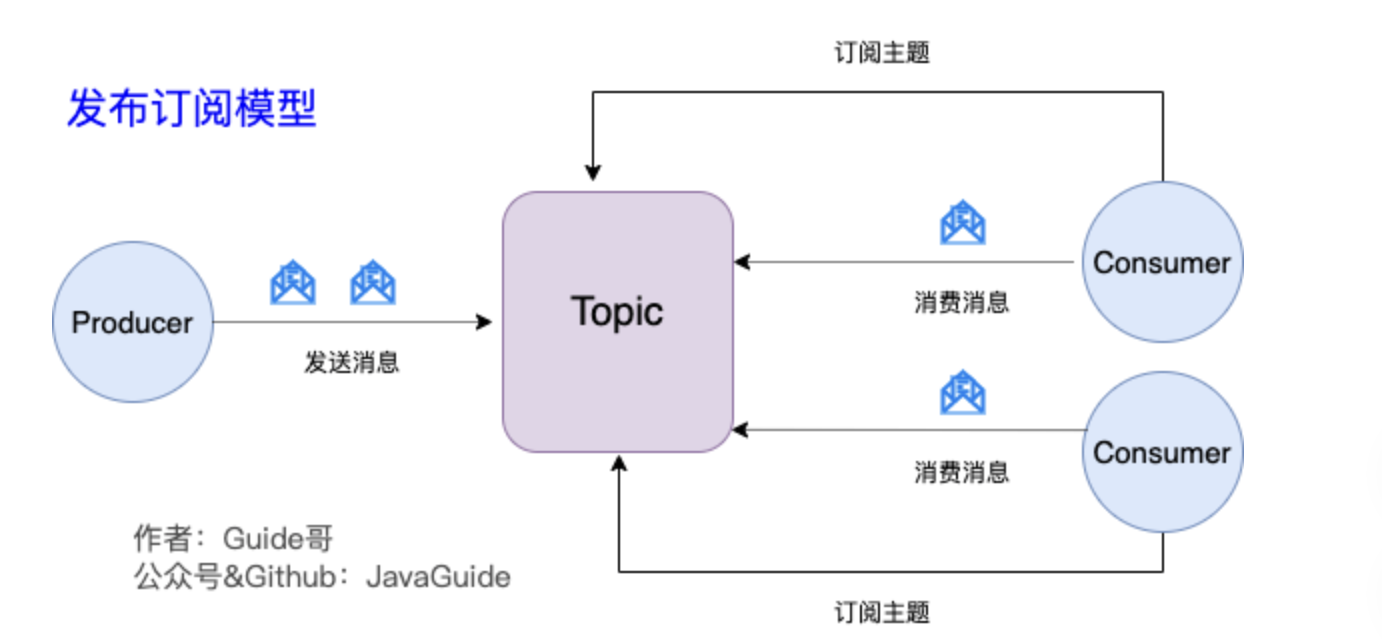 订阅主题
发布订阅模型
Producer
发送消息
Topic
Consumer
消费消息
Consumer
消费消息
作者：Guide哥
公众号&Github：JavaGuide
订阅主题